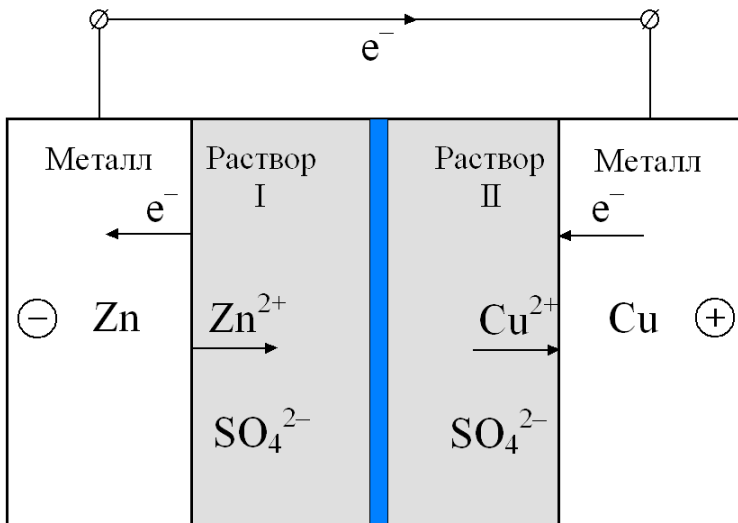 e⁻
Металл
Раствор
I
Раствор
II
Металл
e⁻
e⁻
− Zn
Zn²⁺
Cu²⁺
Cu +
SO₄²⁻
SO₄²⁻